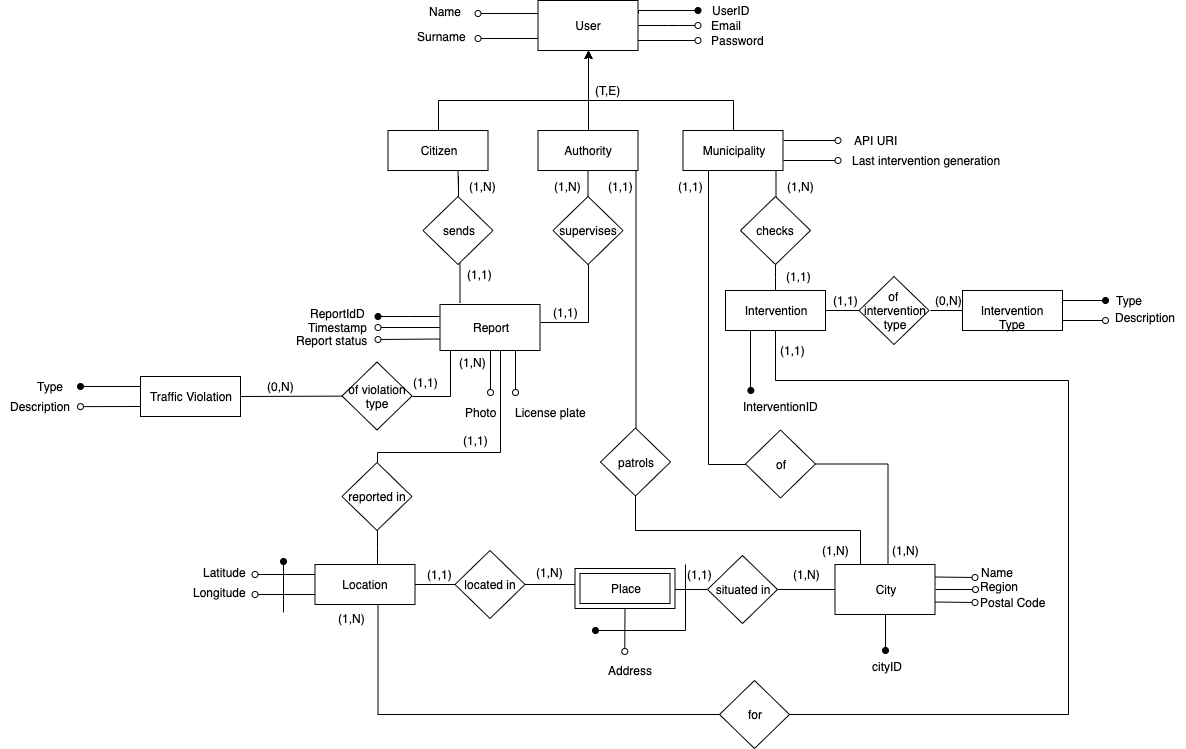 Name
User
UserID
Surname
Email
Password
(T,E)
Citizen
Authority
Municipality
API URI
Last intervention generation
(1,N)
(1,N)
(1,1)
(1,1)
(1,N)
sends
supervises
checks
(1,1)
(1,1)
ReportIdD
Timestamp
Report status
Report
(1,1)
Intervention
(1,1)
of
intervention
type
(0,N)
Intervention
Type
Type
Description
(1,1)
(1,N)
Type
Description
Traffic Violation
(0,N)
of violation
type
(1,1)
Photo
License plate
InterventionID
(1,1)
reported in
patrols
of
(1,N)
(1,N)
Latitude
Longitude
Location
(1,1)
located in
(1,N)
Place
(1,1)
situated in
(1,N)
City
Name
Region
Postal Code
(1,N)
Address
cityID
for